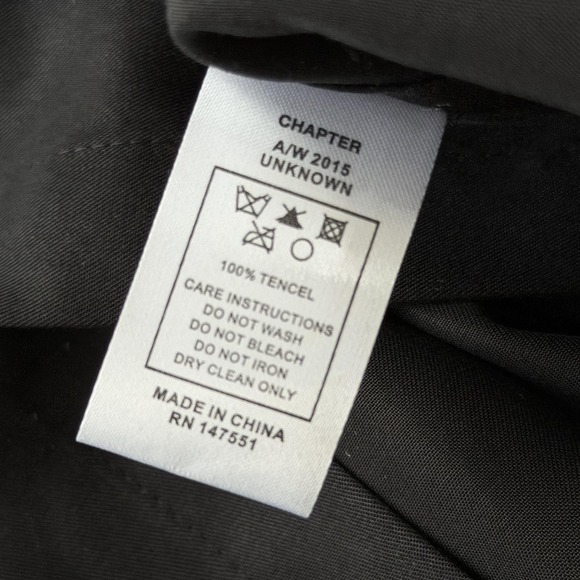 CHAPTER
A/W 2015
UNKNOWN
100% TENCEL
CARE INSTRUCTIONS
DO NOT WASH
DO NOT BLEACH
DO NOT IRON
DRY CLEAN ONLY
MADE IN CHINA
RN 147551